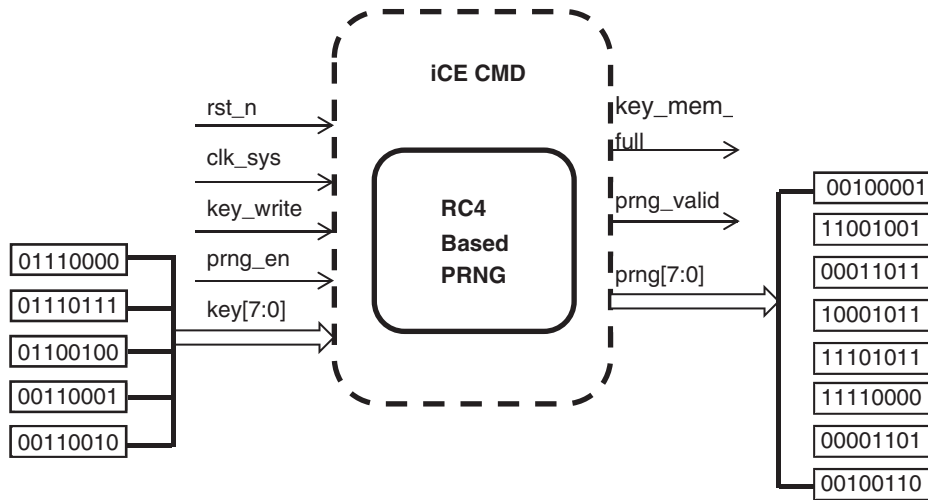 iCE CMD
rst_n
clk_sys
key_write
prng_en
key[7:0]
01110000
01110111
01100100
00110001
00110010
RC4
Based
PRNG
key_mem_
full
prng_valid
prng[7:0]
00100001
11001001
00011011
10001011
11101011
11110000
00001101
00100110